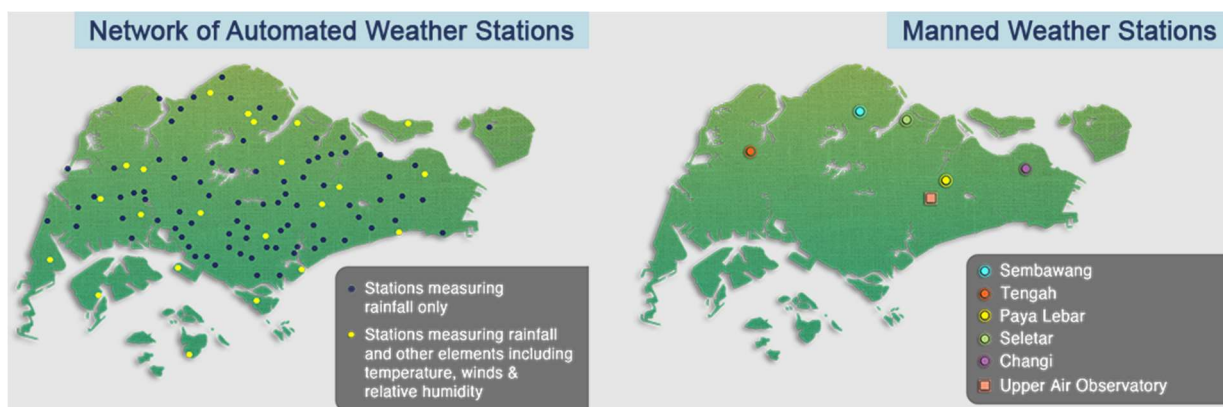 Network of Automated Weather Stations
Stations measuring
rainfall only
Stations measuring rainfall
and other elements including
temperature, winds &
relative humidity
Manned Weather Stations
Sembawang
Tengah
Paya Lebar
Seletar
Changi
Upper Air Observatory